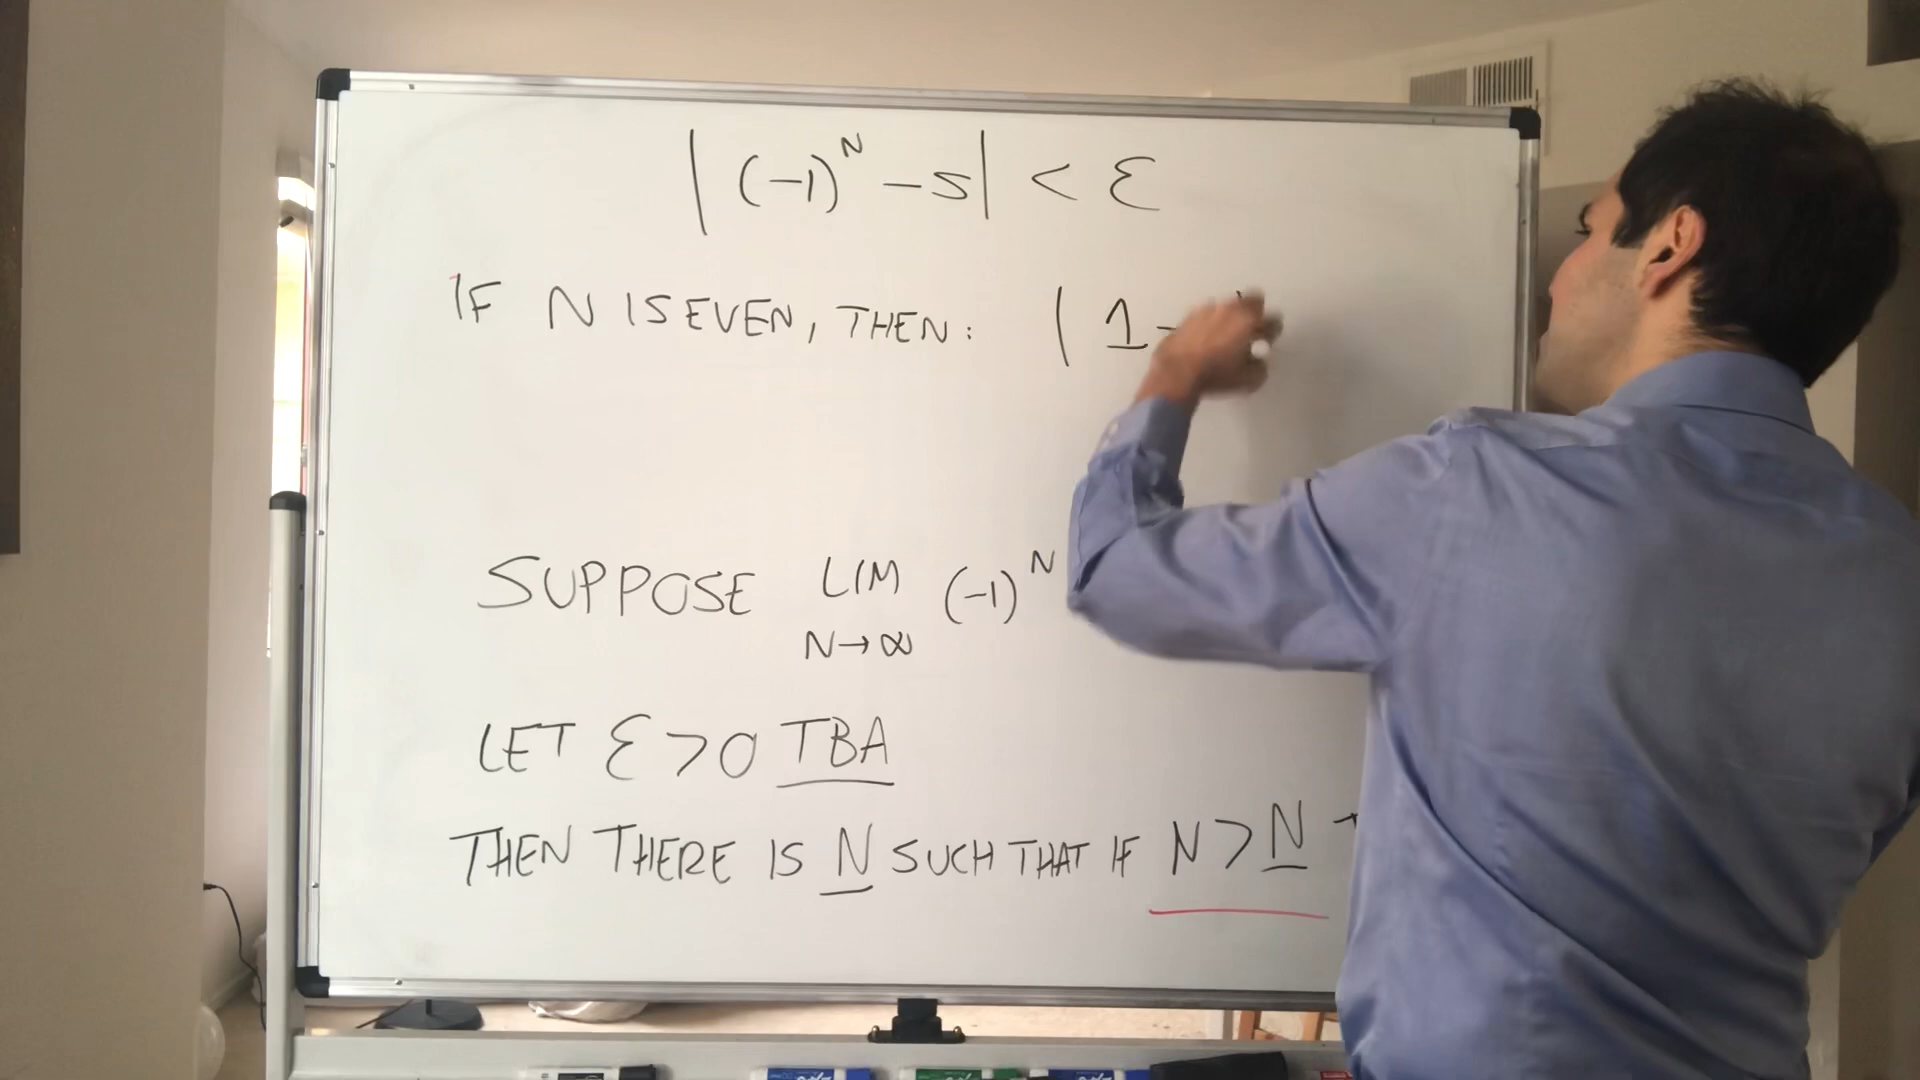 |(-1)^N - S| < ε
IF N IS EVEN, THEN: | 1 -
SUPPOSE LIM (-1)^N
N→∞
LET ε > 0 TBA
THEN THERE IS N SUCH THAT IF N > N